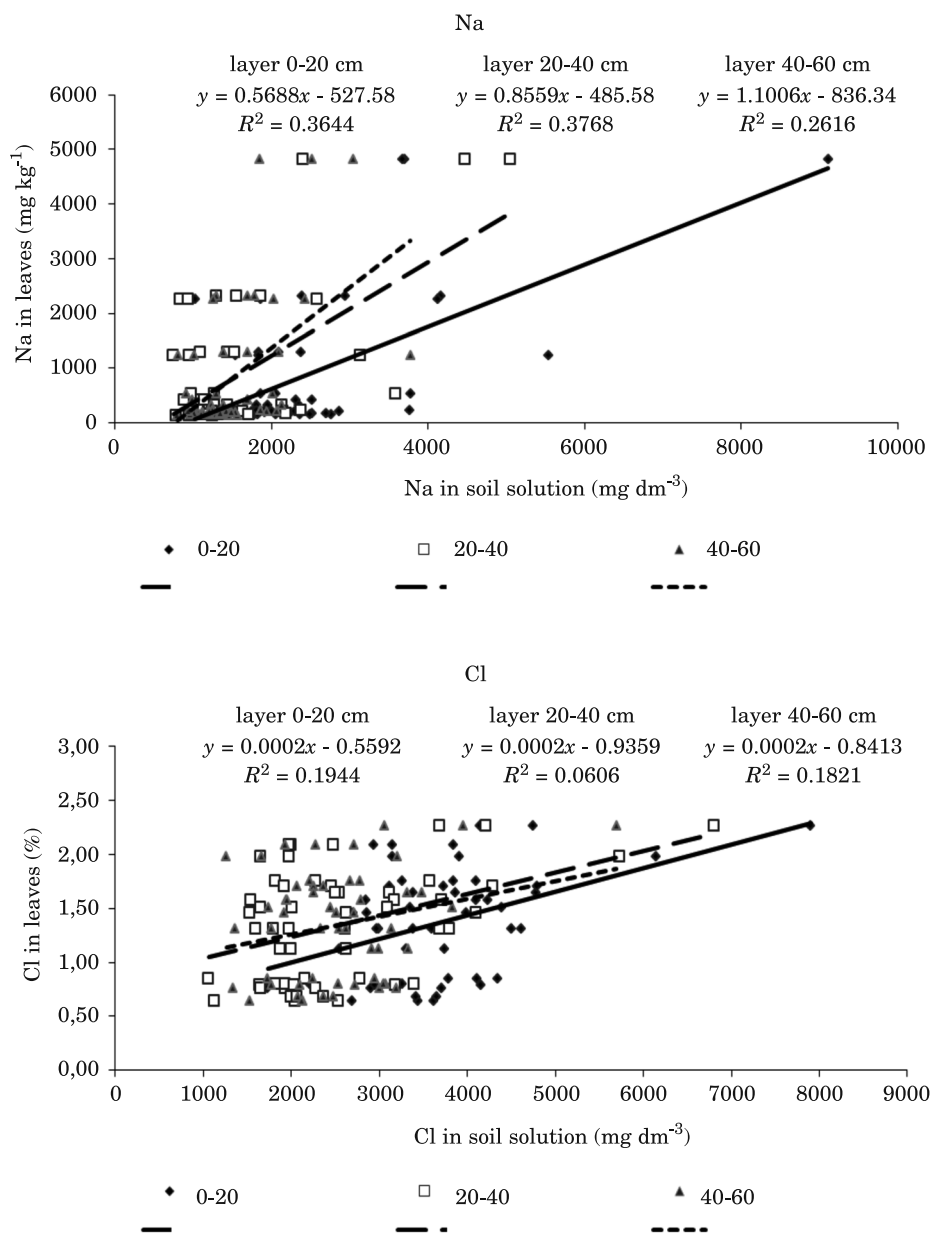 Na
layer 0-20 cm layer 20-40 cm layer 40-60 cm
y = 0.5688x - 527.58 y = 0.8559x - 485.58 y = 1.1006x - 836.34
R² = 0.3644 R² = 0.3768 R² = 0.2616
Na in leaves (mg kg⁻¹)
6000
5000
4000
3000
2000
1000
0
0 2000 4000 6000 8000 10000
Na in soil solution (mg dm⁻³)
0-20 20-40 40-60
Cl
layer 0-20 cm layer 20-40 cm layer 40-60 cm
y = 0.0002x - 0.5592 y = 0.0002x - 0.9359 y = 0.0002x - 0.8413
R² = 0.1944 R² = 0.0606 R² = 0.1821
Cl in leaves (%)
3,00
2,50
2,00
1,50
1,00
0,50
0,00
0 1000 2000 3000 4000 5000 6000 7000 8000 9000
Cl in soil solution (mg dm⁻³)
0-20 20-40 40-60